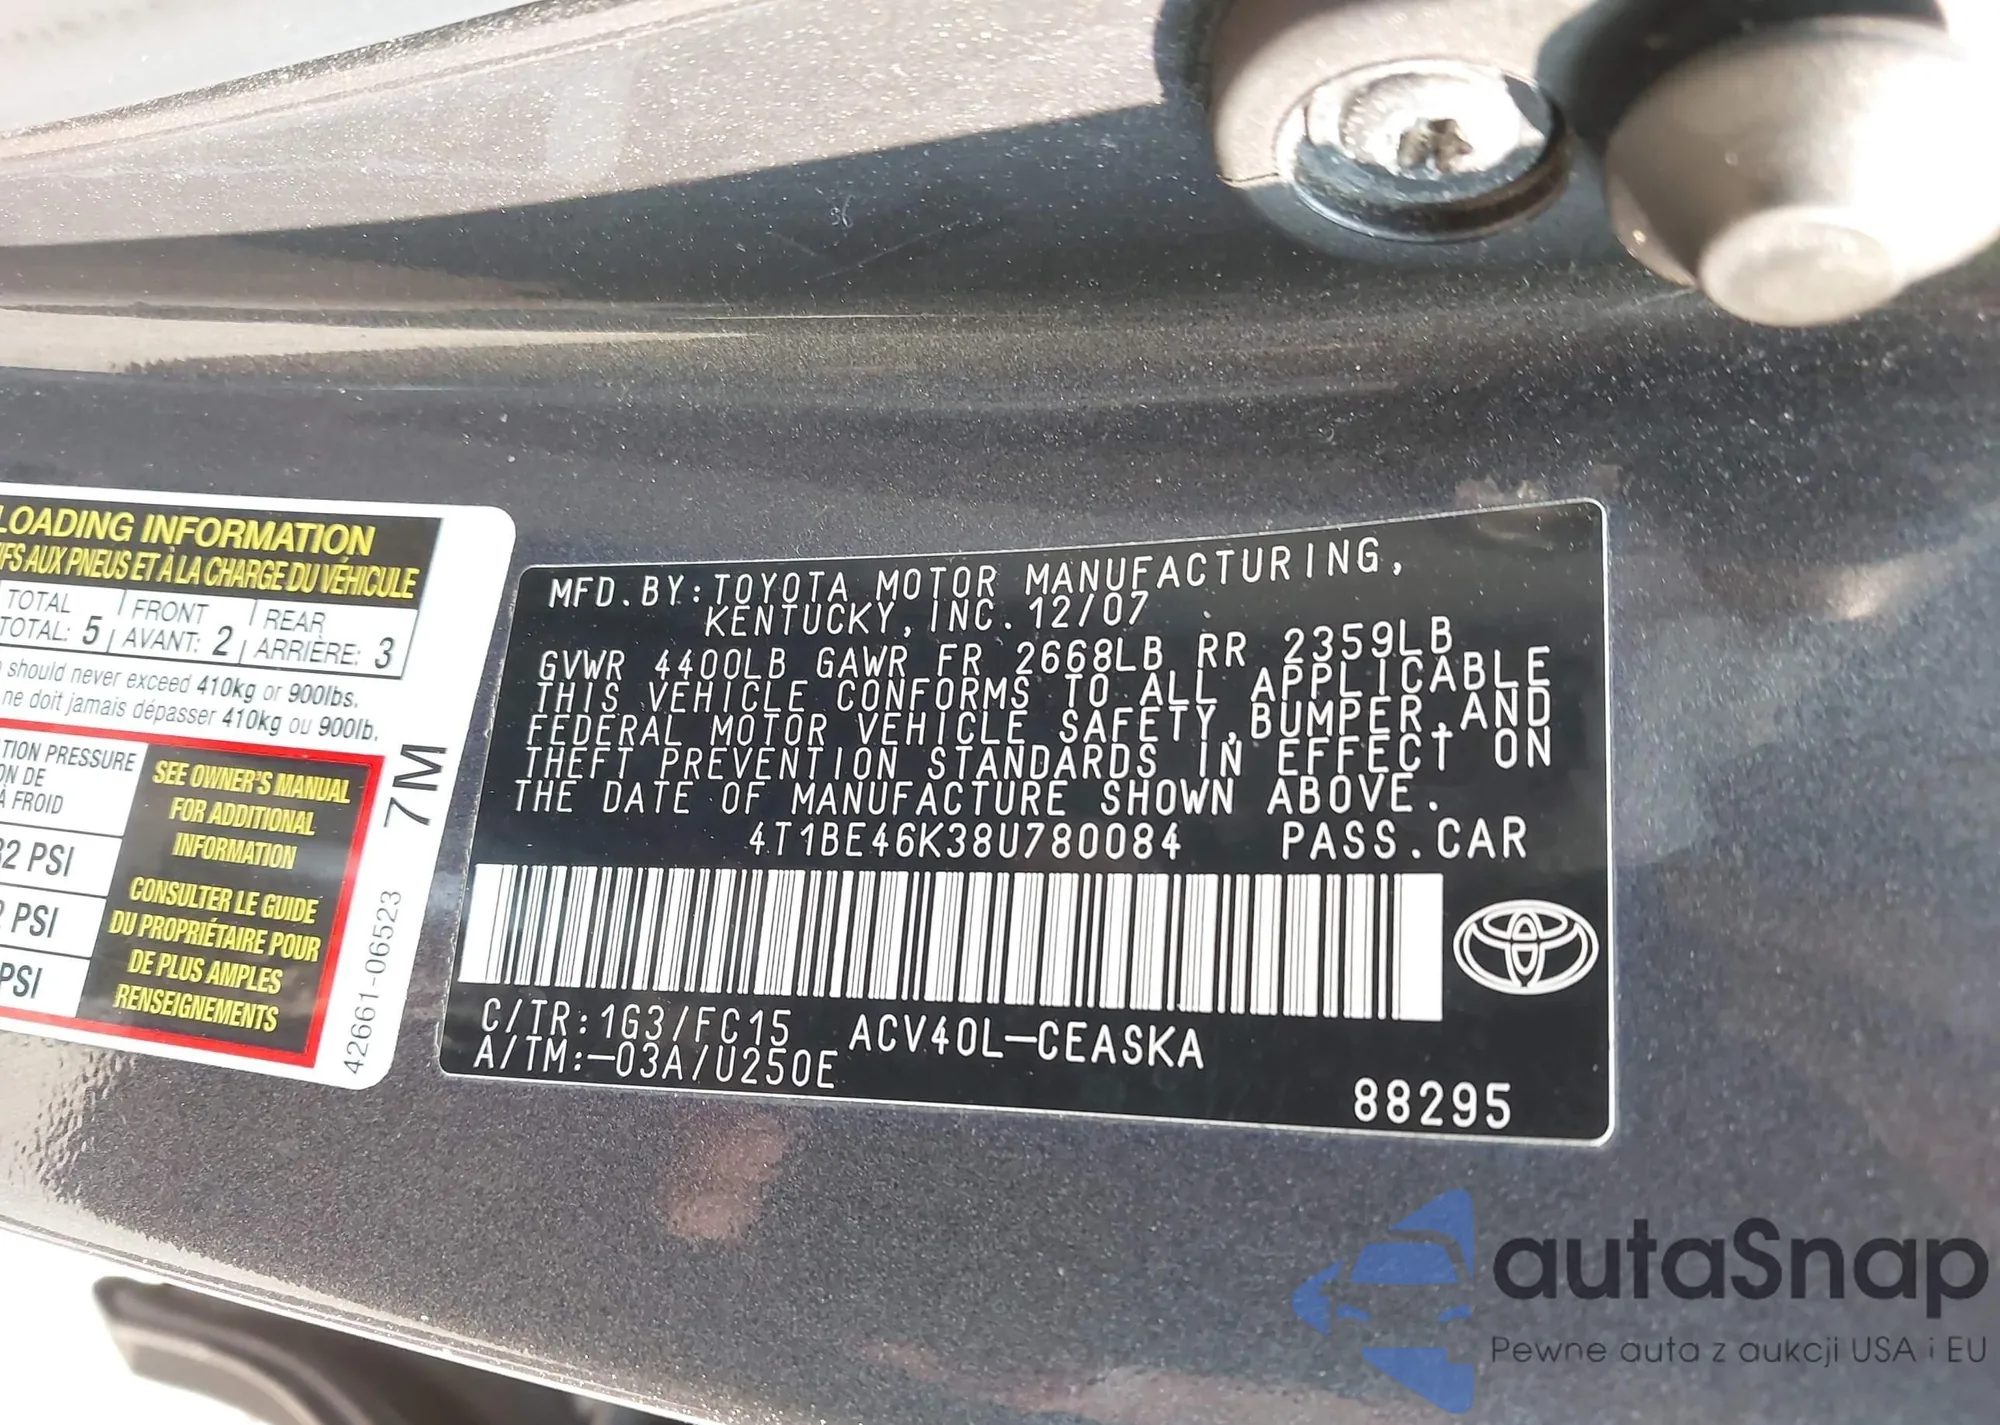 LOADING INFORMATION
IFS AUX PNEUS ET À LA CHARGE DU VÉHICULE
TOTAL FRONT REAR
TOTAL: 5 AVANT: 2 ARRIÈRE: 3
should never exceed 410kg or 900lbs.
ne doit jamais dépasser 410kg ou 900lb.
TION PRESSURE
ON DE
À FROID
32 PSI
2 PSI
PSI
SEE OWNER'S MANUAL
FOR ADDITIONAL
INFORMATION
CONSULTER LE GUIDE
DU PROPRIÉTAIRE POUR
DE PLUS AMPLES
RENSEIGNEMENTS
7M
42661-06523
MFD. BY: TOYOTA MOTOR MANUFACTURING,
KENTUCKY, INC. 12/07
GVWR 4400LB GAWR FR 2668LB RR 2359LB
THIS VEHICLE CONFORMS TO ALL APPLICABLE
FEDERAL MOTOR VEHICLE SAFETY, BUMPER, AND
THEFT PREVENTION STANDARDS IN EFFECT ON
THE DATE OF MANUFACTURE SHOWN ABOVE.
4T1BE46K38U780084 PASS. CAR
C/TR: 1G3/FC15 ACV40L-CEASKA
A/TM:-03A/U250E
88295
autaSnap
Pewne auta z aukcji USA i EU